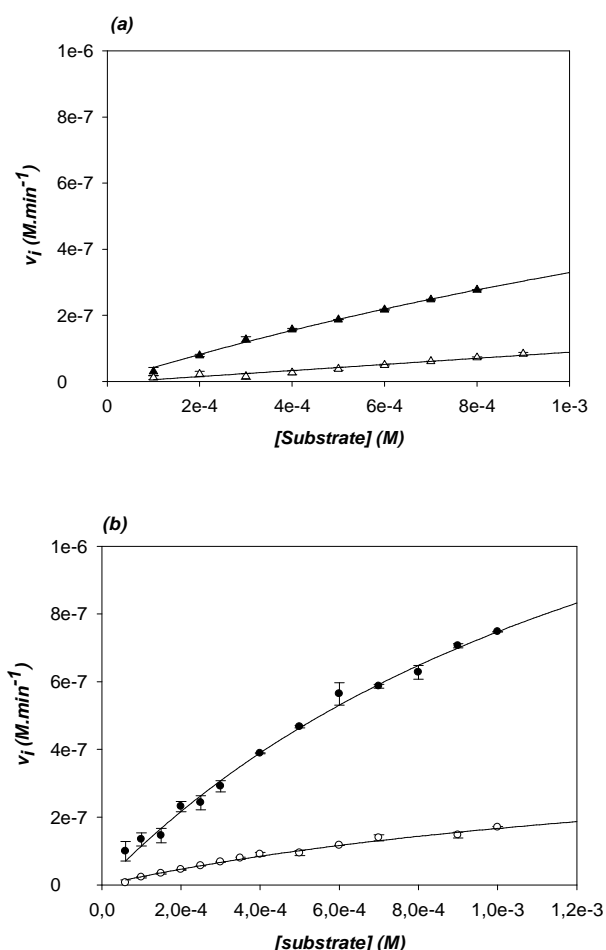 (a)
1e-6
8e-7
6e-7
4e-7
2e-7
0
v_i (M.min⁻¹)
0 2e-4 4e-4 6e-4 8e-4 1e-3
[Substrate] (M)
(b)
1e-6
8e-7
6e-7
4e-7
2e-7
0
v_i (M.min⁻¹)
0,0 2,0e-4 4,0e-4 6,0e-4 8,0e-4 1,0e-3 1,2e-3
[substrate] (M)